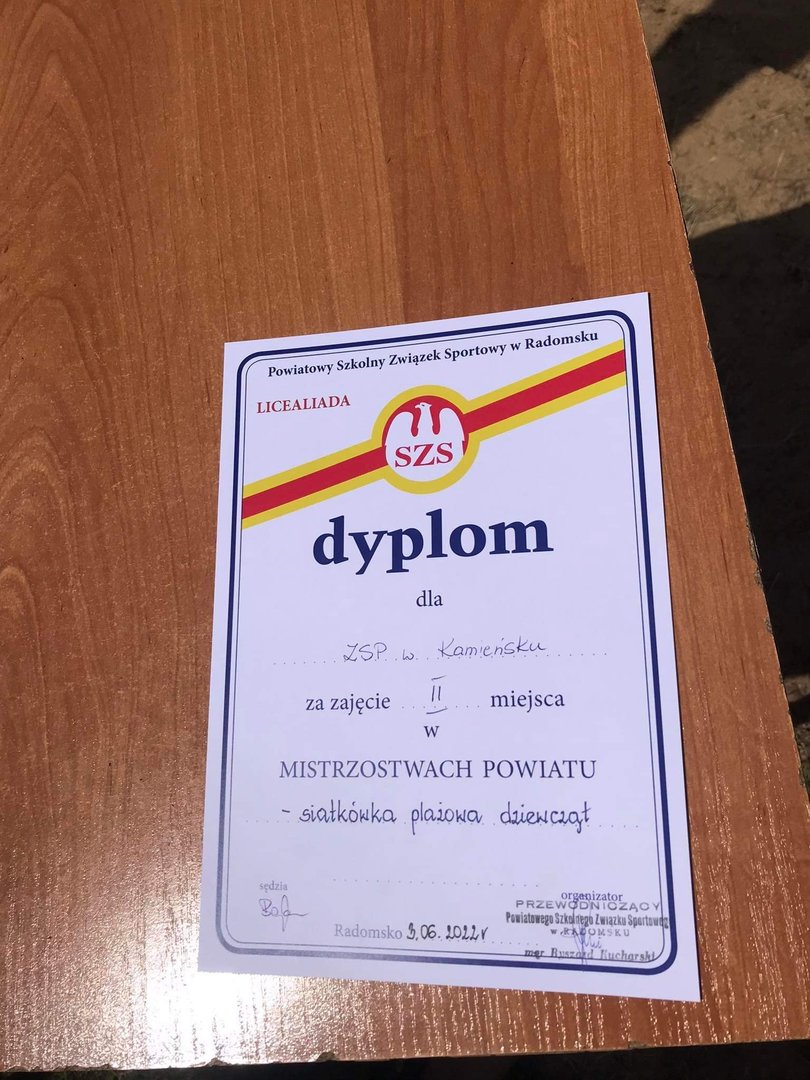 Powiatowy Szkolny Związek Sportowy w Radomsku
LICEALIADA
SZS
dyplom
dla
ZSP w Kamieńsku
za zajęcie II miejsca
w
MISTRZOSTWACH POWIATU
- siatkówka plażowa dziewcząt
sędzia
organizator
PRZEWODNICZĄCY
Powiatowego Szkolnego Związku Sportowego
w RADOMSKU
Radomsko 3.06.2022r
mgr Ryszard Kucharski